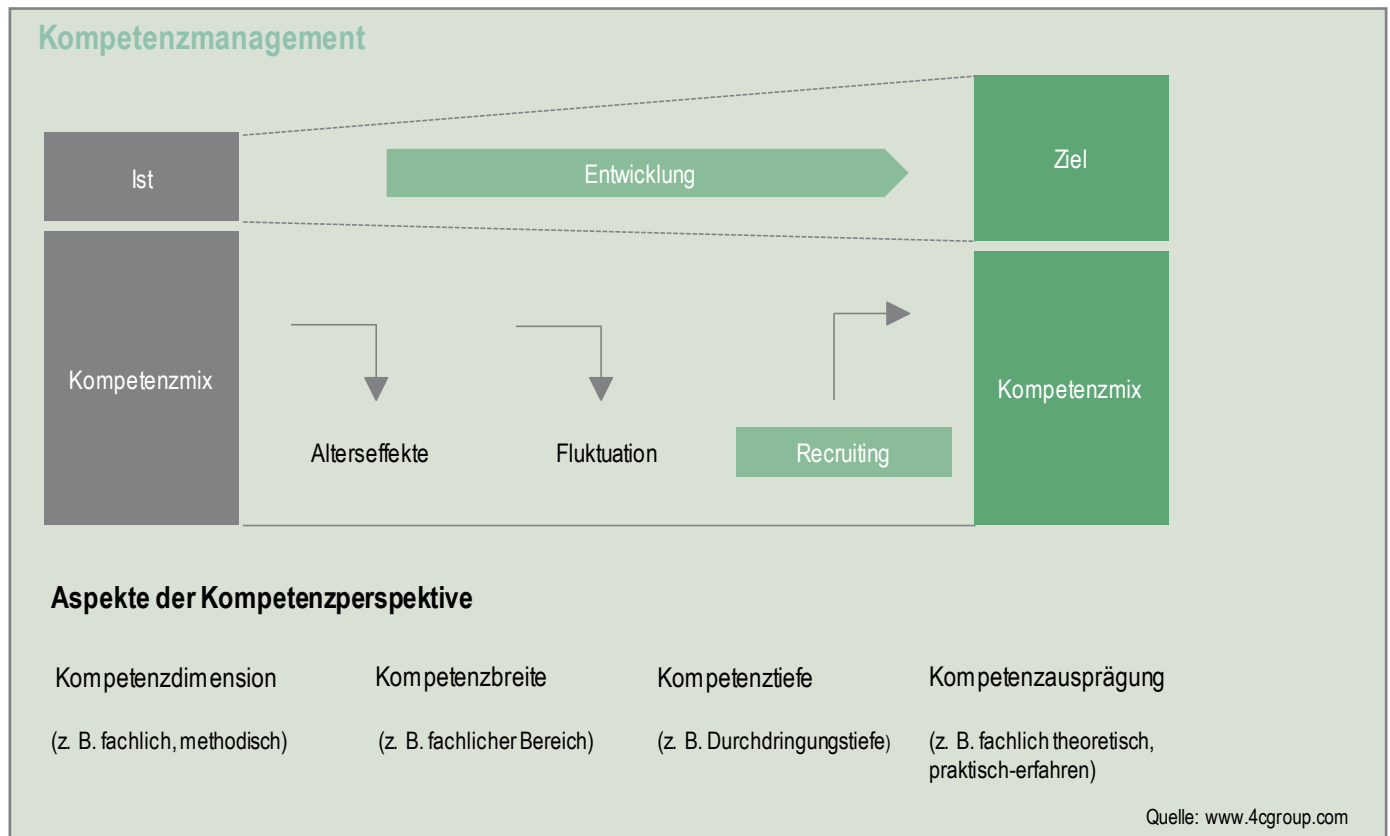 Kompetenzmanagement
Ist
Entwicklung
Ziel
Kompetenzmix
Kompetenzmix
Alterseffekte
Fluktuation
Recruiting
Aspekte der Kompetenzperspektive
Kompetenzdimension
(z. B. fachlich, methodisch)
Kompetenzbreite
(z. B. fachlicher Bereich)
Kompetenztiefe
(z. B. Durchdringungstiefe)
Kompetenzausprägung
(z. B. fachlich theoretisch,
praktisch-erfahren)
Quelle: www.4cgroup.com